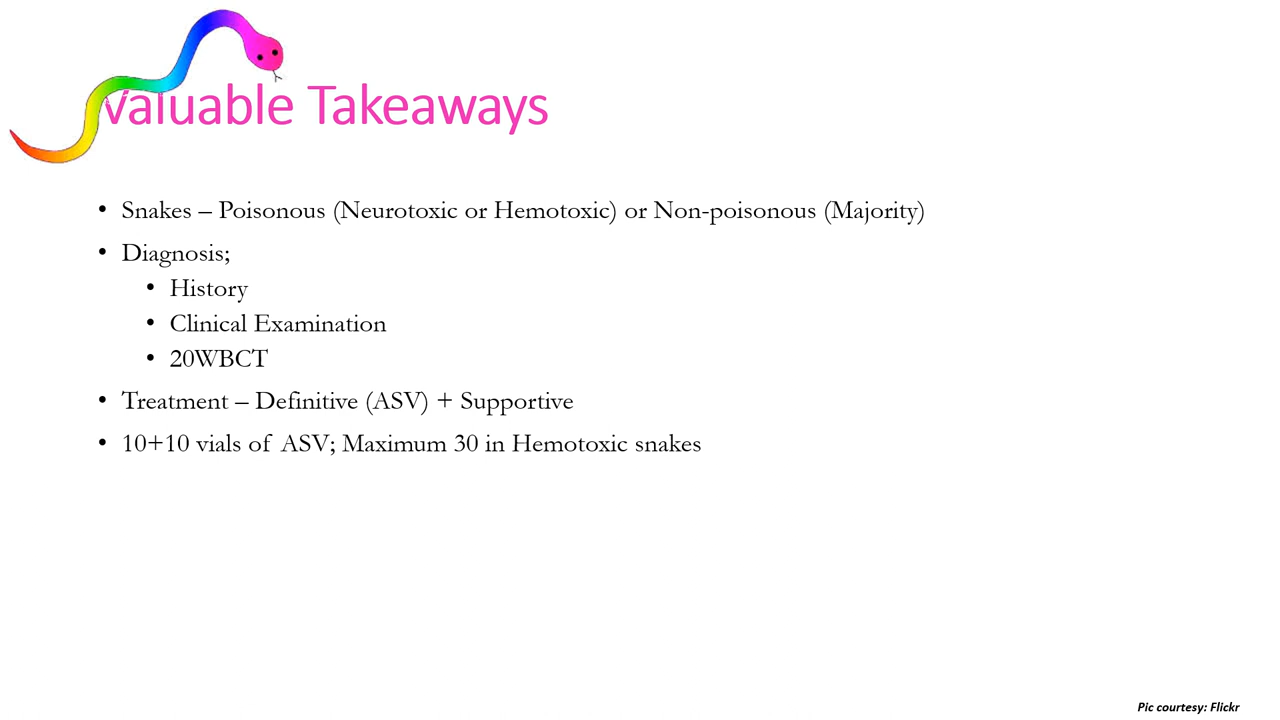 Valuable Takeaways
• Snakes – Poisonous (Neurotoxic or Hemotoxic) or Non-poisonous (Majority)
• Diagnosis;
• History
• Clinical Examination
• 20WBCT
• Treatment – Definitive (ASV) + Supportive
• 10+10 vials of ASV; Maximum 30 in Hemotoxic snakes
Pic courtesy: Flickr